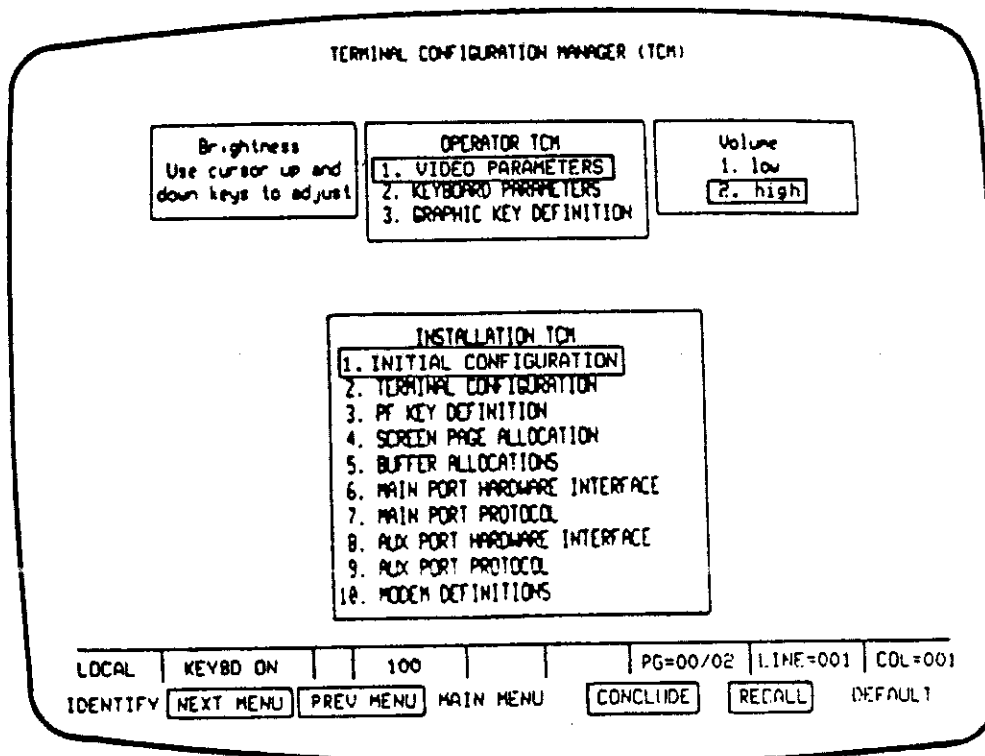 TERMINAL CONFIGURATION MANAGER (TCM)
Brightness
Use cursor up and
down keys to adjust
OPERATOR TCM
1. VIDEO PARAMETERS
2. KEYBOARD PARAMETERS
3. GRAPHIC KEY DEFINITION
Volume
1. low
2. high
INSTALLATION TCM
1. INITIAL CONFIGURATION
2. TERMINAL CONFIGURATION
3. PF KEY DEFINITION
4. SCREEN PAGE ALLOCATION
5. BUFFER ALLOCATIONS
6. MAIN PORT HARDWARE INTERFACE
7. MAIN PORT PROTOCOL
8. AUX PORT HARDWARE INTERFACE
9. AUX PORT PROTOCOL
10. MODEM DEFINITIONS
LOCAL KEYBD ON 100 PG=00/02 LINE=001 COL=001
IDENTIFY NEXT MENU PREV MENU MAIN MENU CONCLUDE RECALL DEFAULT